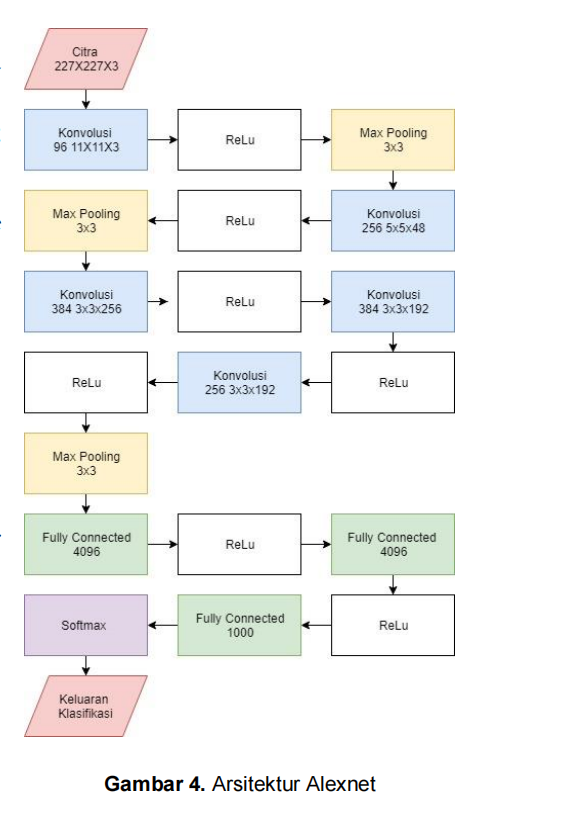 Citra
227X227X3
Konvolusi
96 11X11X3
ReLu
Max Pooling
3x3
Konvolusi
256 5x5x48
ReLu
Max Pooling
3x3
Konvolusi
384 3x3x256
ReLu
Konvolusi
384 3x3x192
ReLu
Konvolusi
256 3x3x192
ReLu
Max Pooling
3x3
Fully Connected
4096
ReLu
Fully Connected
4096
ReLu
Fully Connected
1000
Softmax
Keluaran
Klasifikasi
Gambar 4. Arsitektur Alexnet